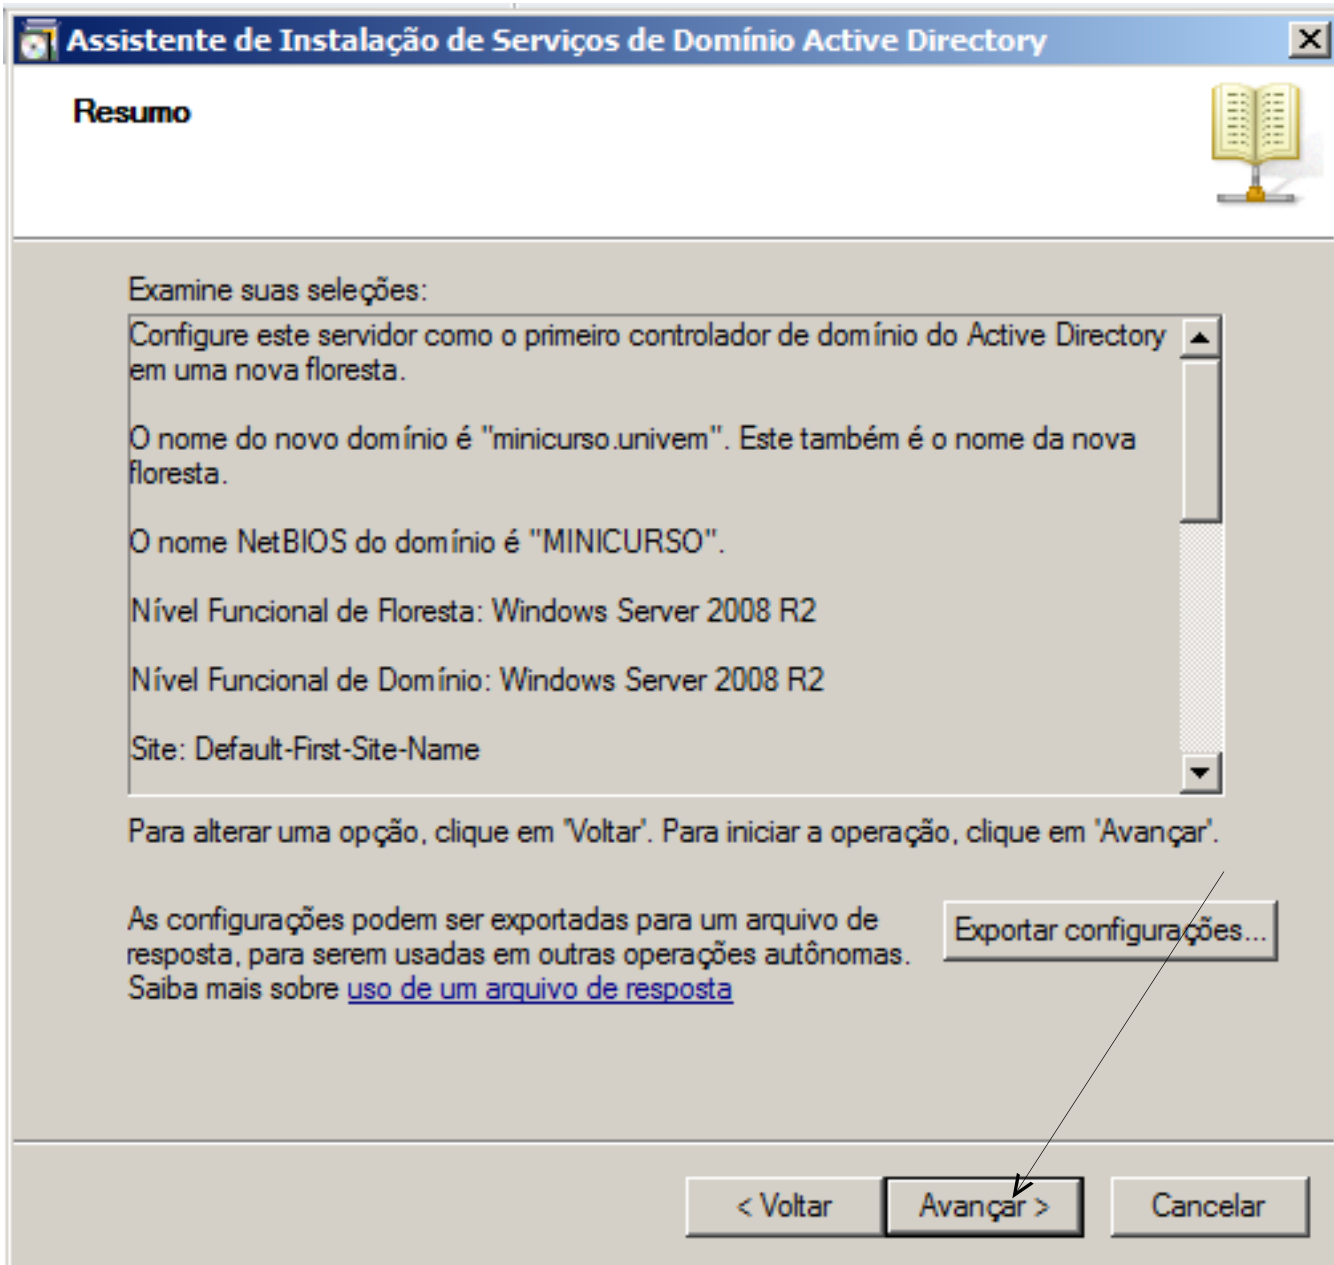 Assistente de Instalação de Serviços de Domínio Active Directory
Resumo
Examine suas seleções:
Configure este servidor como o primeiro controlador de domínio do Active Directory
em uma nova floresta.
O nome do novo domínio é "minicurso.univem". Este também é o nome da nova
floresta.
O nome NetBIOS do domínio é "MINICURSO".
Nível Funcional de Floresta: Windows Server 2008 R2
Nível Funcional de Domínio: Windows Server 2008 R2
Site: Default-First-Site-Name
Para alterar uma opção, clique em 'Voltar'. Para iniciar a operação, clique em 'Avançar'.
As configurações podem ser exportadas para um arquivo de
resposta, para serem usadas em outras operações autônomas.
Saiba mais sobre uso de um arquivo de resposta
Exportar configurações...
< Voltar
Avançar >
Cancelar